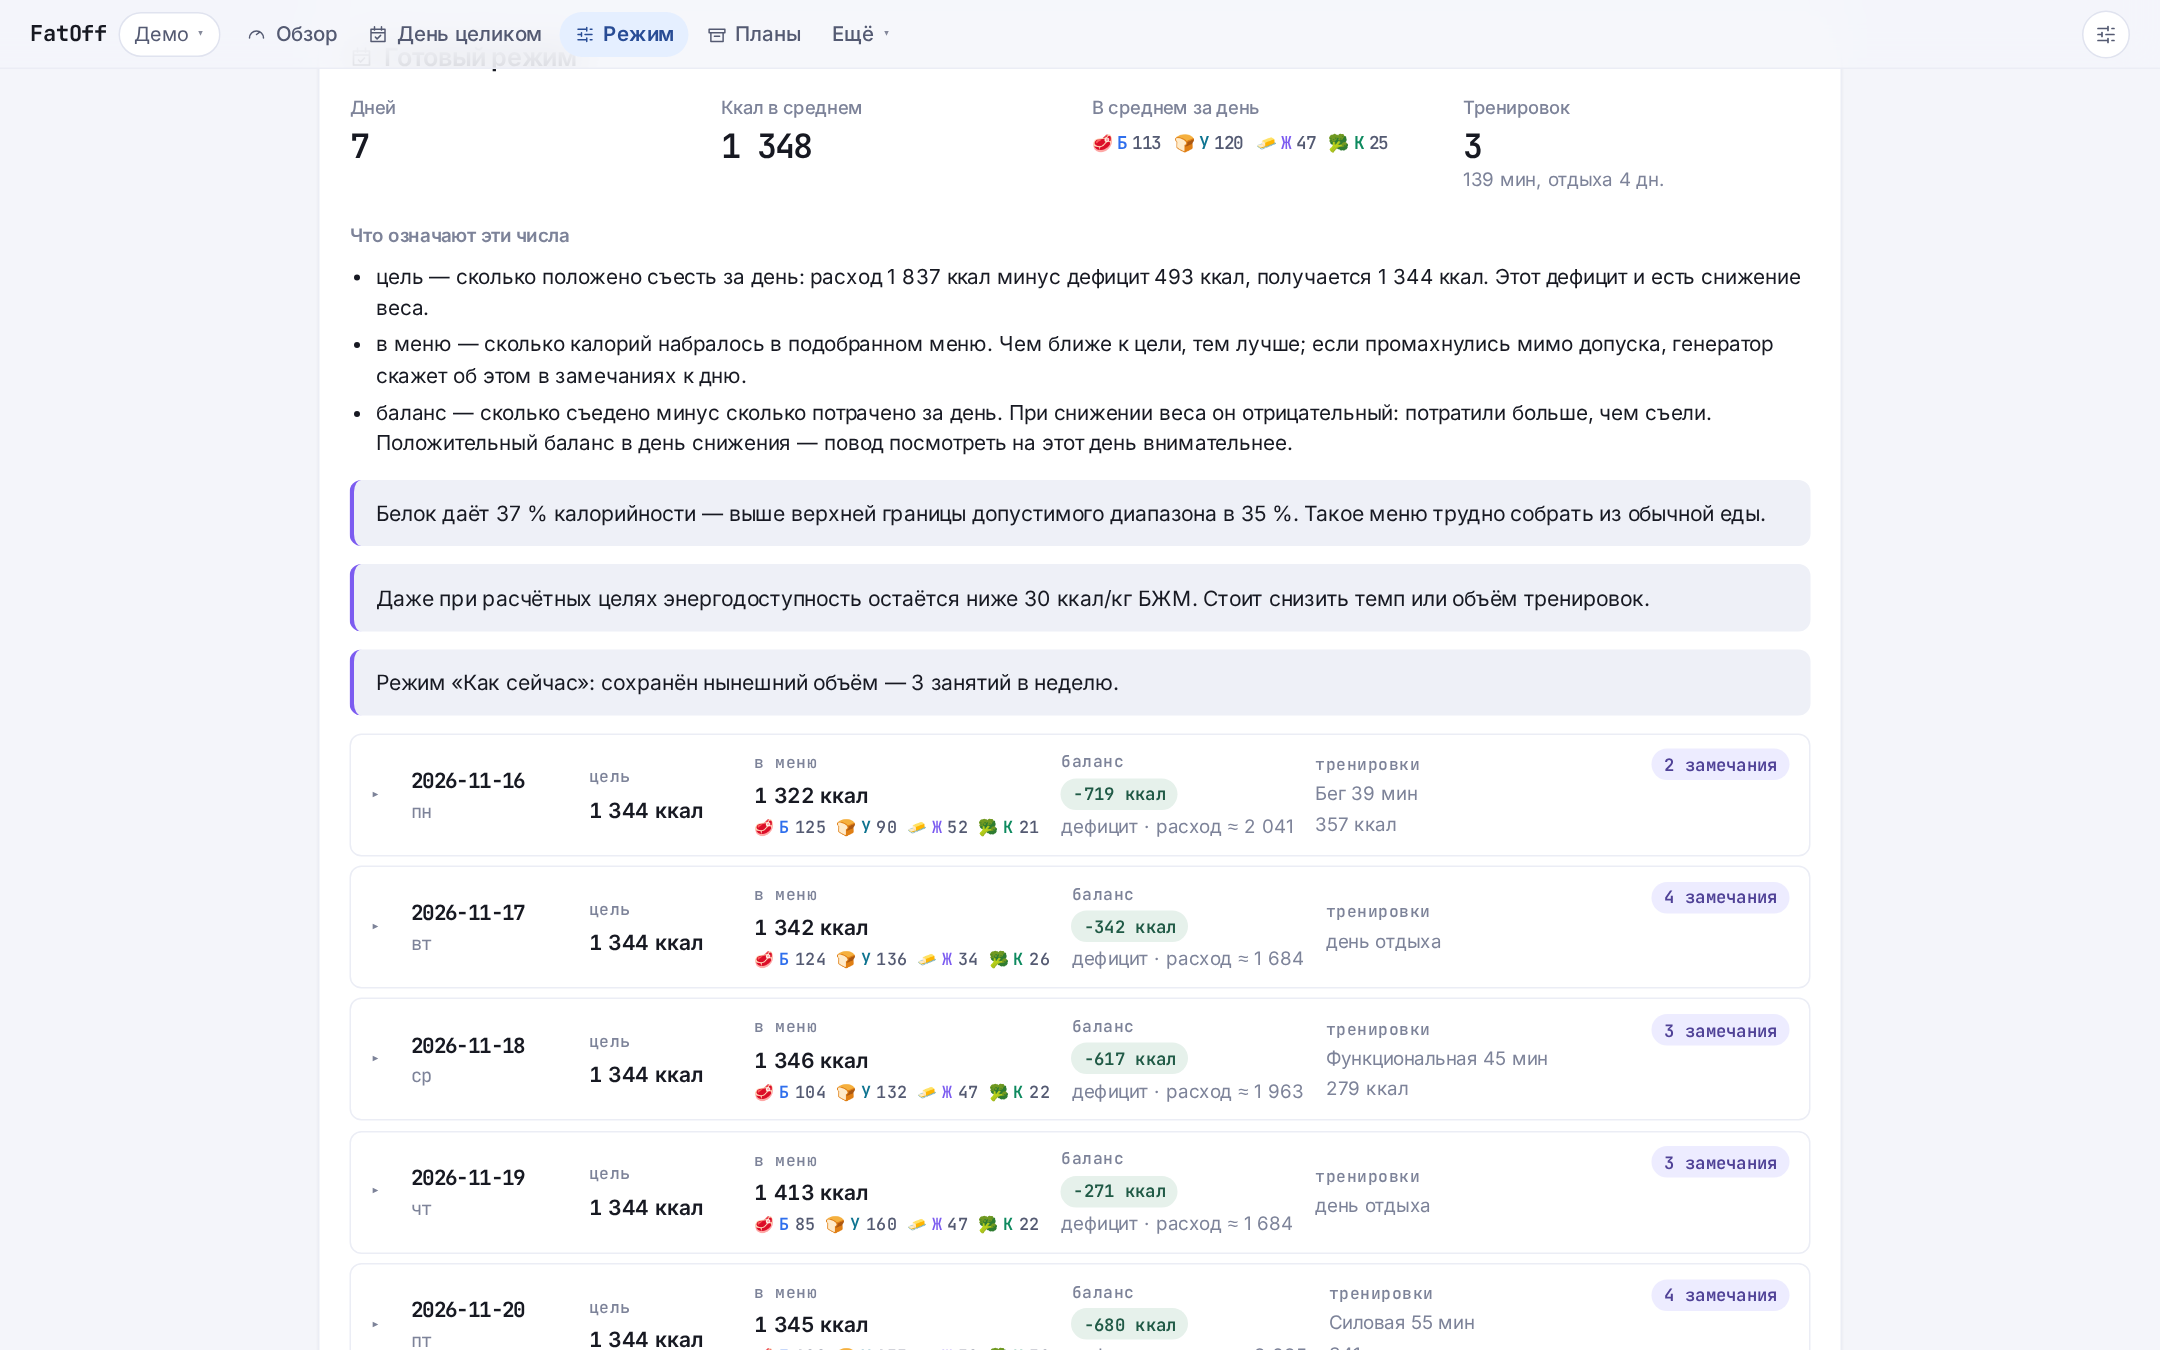 FatOff Демо Обзор День целиком Режим Планы Ещё
Готовый режим
Дней
7
Ккал в среднем
1 348
В среднем за день
Б 113 У 120 Ж 47 К 25
Тренировок
3
139 мин, отдыха 4 дн.
Что означают эти числа
• цель — сколько положено съесть за день: расход 1 837 ккал минус дефицит 493 ккал, получается 1 344 ккал. Этот дефицит и есть снижение
веса.
• в меню — сколько калорий набралось в подобранном меню. Чем ближе к цели, тем лучше; если промахнулись мимо допуска, генератор
скажет об этом в замечаниях к дню.
• баланс — сколько съедено минус сколько потрачено за день. При снижении веса он отрицательный: потратили больше, чем съели.
Положительный баланс в день снижения — повод посмотреть на этот день внимательнее.
Белок даёт 37 % калорийности — выше верхней границы допустимого диапазона в 35 %. Такое меню трудно собрать из обычной еды.
Даже при расчётных целях энергодоступность остаётся ниже 30 ккал/кг БЖМ. Стоит снизить темп или объём тренировок.
Режим «Как сейчас»: сохранён нынешний объём — 3 занятий в неделю.
2026-11-16
пн
цель
1 344 ккал
в меню
1 322 ккал
Б 125 У 90 Ж 52 К 21
баланс
-719 ккал
дефицит · расход ≈ 2 041
тренировки
Бег 39 мин
357 ккал
2 замечания
2026-11-17
вт
цель
1 344 ккал
в меню
1 342 ккал
Б 124 У 136 Ж 34 К 26
баланс
-342 ккал
дефицит · расход ≈ 1 684
тренировки
день отдыха
4 замечания
2026-11-18
ср
цель
1 344 ккал
в меню
1 346 ккал
Б 104 У 132 Ж 47 К 22
баланс
-617 ккал
дефицит · расход ≈ 1 963
тренировки
Функциональная 45 мин
279 ккал
3 замечания
2026-11-19
чт
цель
1 344 ккал
в меню
1 413 ккал
Б 85 У 160 Ж 47 К 22
баланс
-271 ккал
дефицит · расход ≈ 1 684
тренировки
день отдыха
3 замечания
2026-11-20
пт
цель
1 344 ккал
в меню
1 345 ккал
баланс
-680 ккал
тренировки
Силовая 55 мин
4 замечания